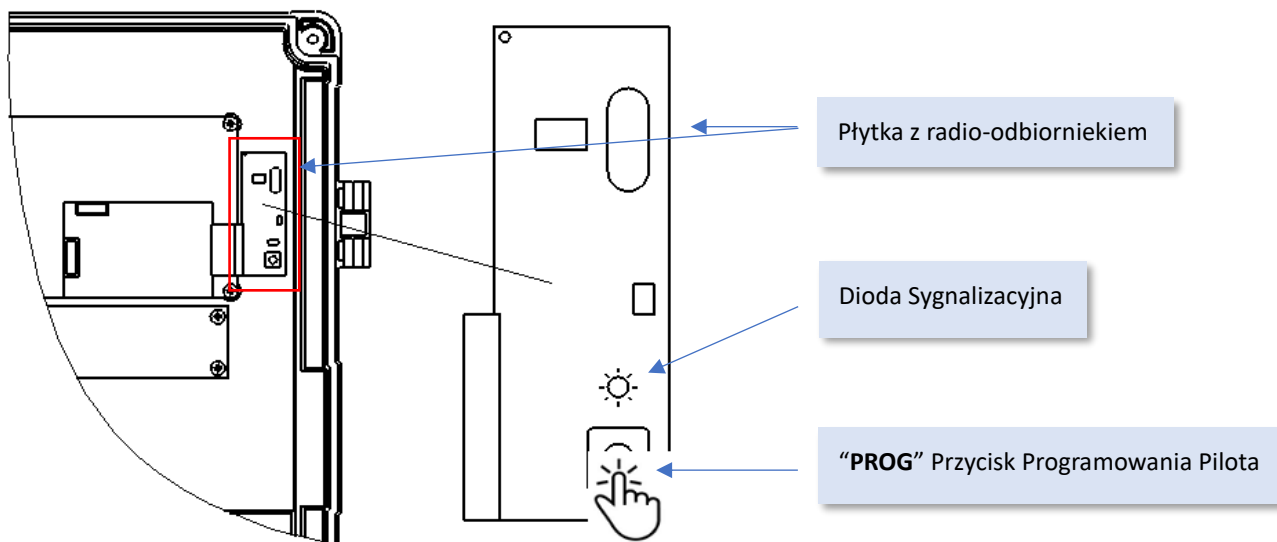 Płytka z radio-odbiorniekiem
Dioda Sygnalizacyjna
“PROG” Przycisk Programowania Pilota